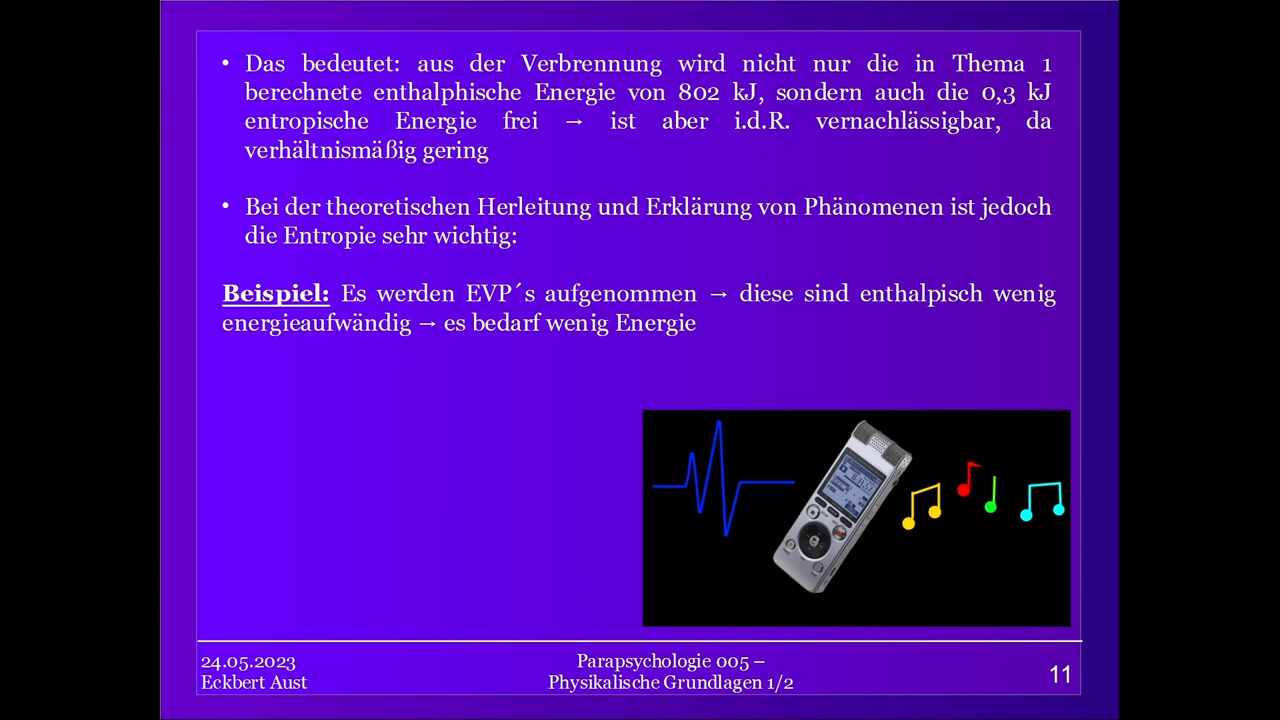 • Das bedeutet: aus der Verbrennung wird nicht nur die in Thema 1
berechnete enthalphische Energie von 802 kJ, sondern auch die 0,3 kJ
entropische Energie frei → ist aber i.d.R. vernachlässigbar, da
verhältnismäßig gering
• Bei der theoretischen Herleitung und Erklärung von Phänomenen ist jedoch
die Entropie sehr wichtig:
Beispiel: Es werden EVP´s aufgenommen → diese sind enthalpisch wenig
energieaufwändig → es bedarf wenig Energie
24.05.2023
Eckbert Aust
Parapsychologie 005 –
Physikalische Grundlagen 1/2
11